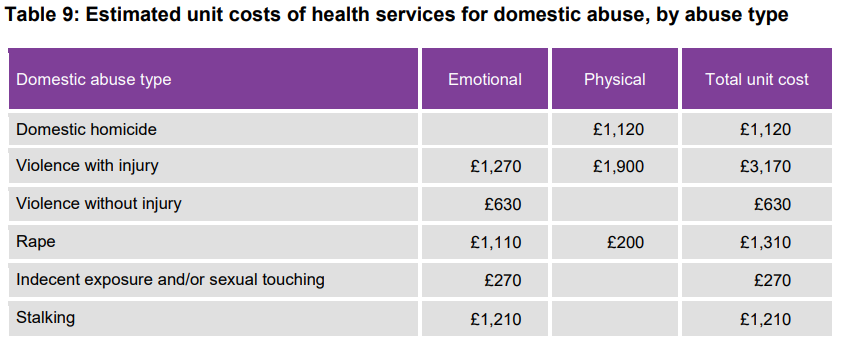 Table 9: Estimated unit costs of health services for domestic abuse, by abuse type
Domestic abuse type Emotional Physical Total unit cost
Domestic homicide £1,120 £1,120
Violence with injury £1,270 £1,900 £3,170
Violence without injury £630 £630
Rape £1,110 £200 £1,310
Indecent exposure and/or sexual touching £270 £270
Stalking £1,210 £1,210